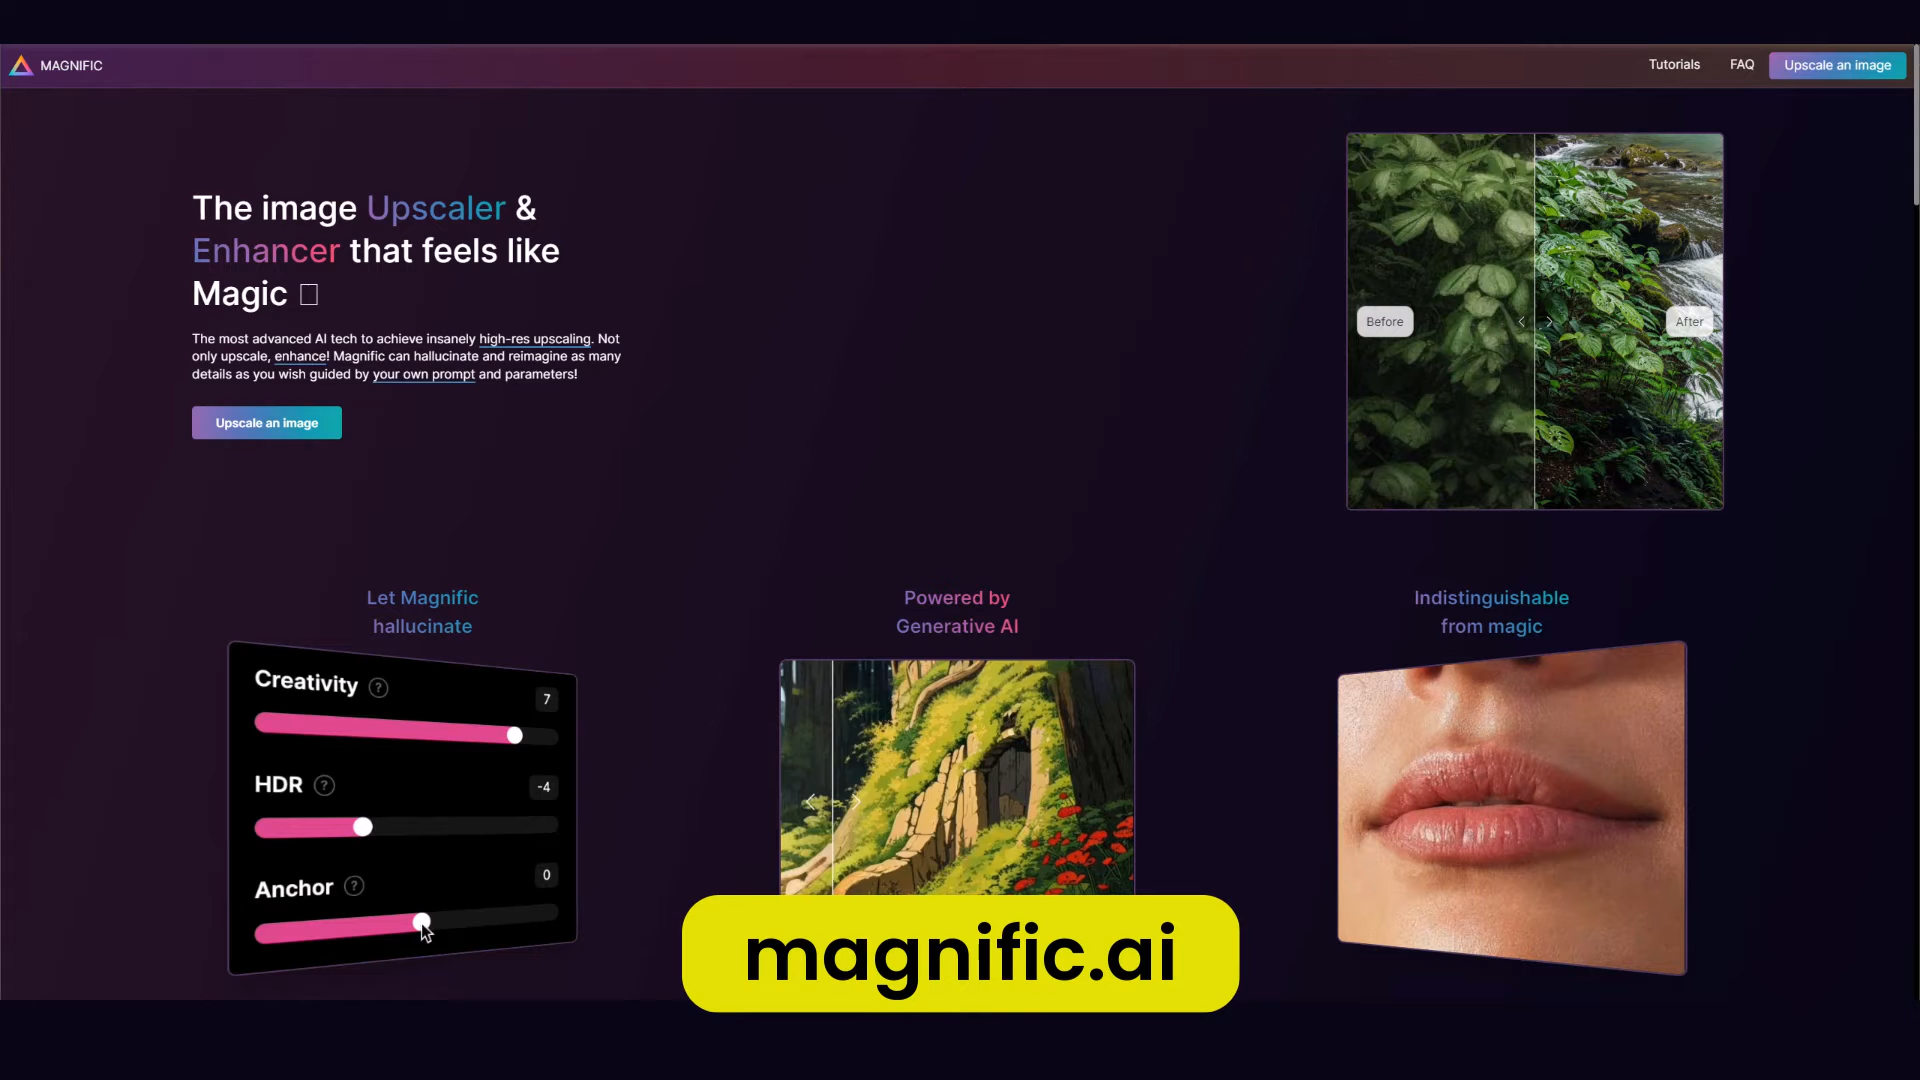 MAGNIFIC
Tutorials
FAQ
Upscale an image
The image Upscaler &
Enhancer that feels like
Magic
The most advanced AI tech to achieve insanely high-res upscaling. Not
only upscale, enhance! Magnific can hallucinate and reimagine as many
details as you wish guided by your own prompt and parameters!
Upscale an image
Before
After
Let Magnific
hallucinate
Creativity ?
7
HDR ?
-4
Anchor ?
0
Powered by
Generative AI
Indistinguishable
from magic
magnific.ai